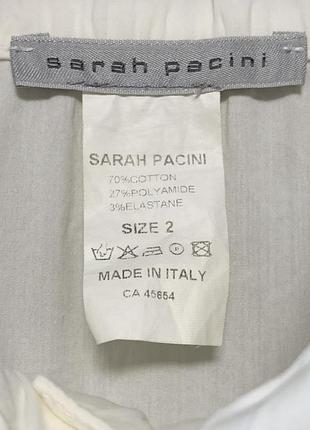 sarah pacini
SARAH PACINI
70%COTTON
27%POLYAMIDE
3%ELASTANE
SIZE 2
MADE IN ITALY
CA 45654